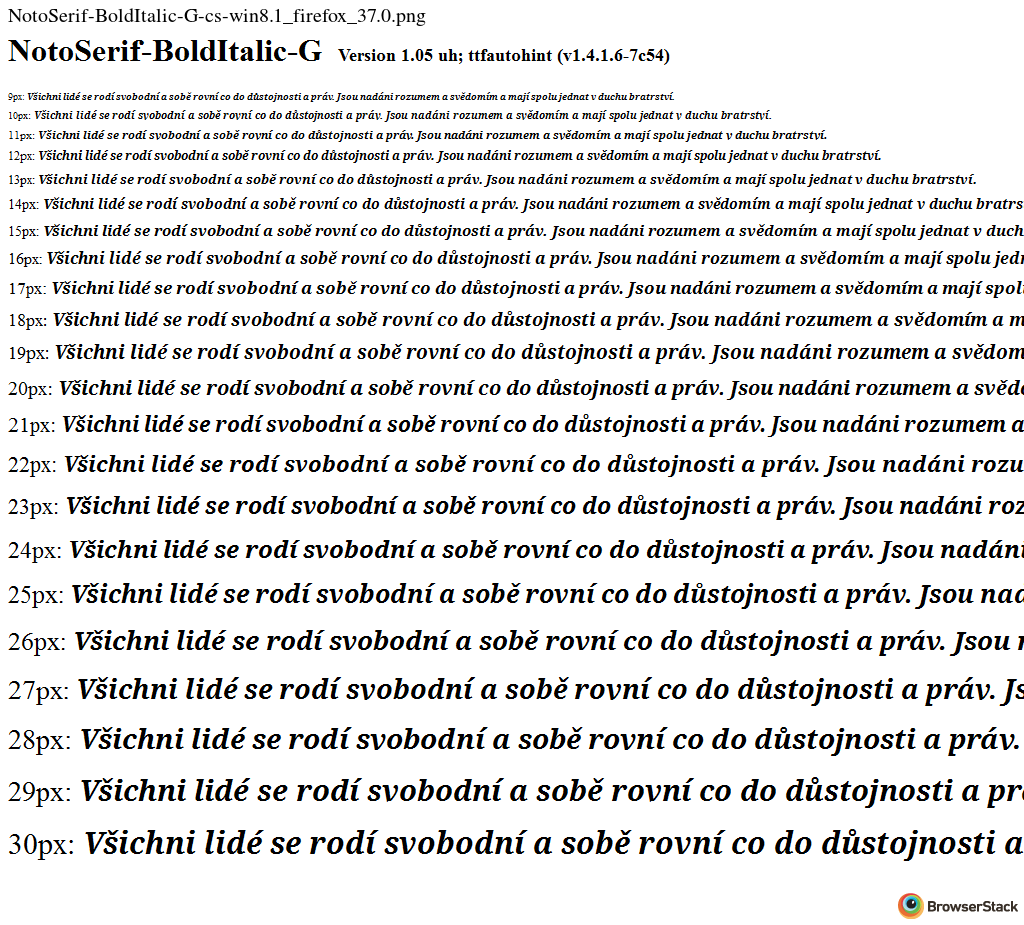 NotoSerif-BoldItalic-G-cs-win8.1_firefox_37.0.png
NotoSerif-BoldItalic-G Version 1.05 uh; ttfautohint (v1.4.1.6-7c54)
9px: Všichni lidé se rodí svobodní a sobě rovní co do důstojnosti a práv. Jsou nadáni rozumem a svědomím a mají spolu jednat v duchu bratrství.
10px: Všichni lidé se rodí svobodní a sobě rovní co do důstojnosti a práv. Jsou nadáni rozumem a svědomím a mají spolu jednat v duchu bratrství.
11px: Všichni lidé se rodí svobodní a sobě rovní co do důstojnosti a práv. Jsou nadáni rozumem a svědomím a mají spolu jednat v duchu bratrství.
12px: Všichni lidé se rodí svobodní a sobě rovní co do důstojnosti a práv. Jsou nadáni rozumem a svědomím a mají spolu jednat v duchu bratrství.
13px: Všichni lidé se rodí svobodní a sobě rovní co do důstojnosti a práv. Jsou nadáni rozumem a svědomím a mají spolu jednat v duchu bratrství.
14px: Všichni lidé se rodí svobodní a sobě rovní co do důstojnosti a práv. Jsou nadáni rozumem a svědomím a mají spolu jednat v duchu bratrs
15px: Všichni lidé se rodí svobodní a sobě rovní co do důstojnosti a práv. Jsou nadáni rozumem a svědomím a mají spolu jednat v duch
16px: Všichni lidé se rodí svobodní a sobě rovní co do důstojnosti a práv. Jsou nadáni rozumem a svědomím a mají spolu jedn
17px: Všichni lidé se rodí svobodní a sobě rovní co do důstojnosti a práv. Jsou nadáni rozumem a svědomím a mají spolu
18px: Všichni lidé se rodí svobodní a sobě rovní co do důstojnosti a práv. Jsou nadáni rozumem a svědomím a m
19px: Všichni lidé se rodí svobodní a sobě rovní co do důstojnosti a práv. Jsou nadáni rozumem a svědom
20px: Všichni lidé se rodí svobodní a sobě rovní co do důstojnosti a práv. Jsou nadáni rozumem a svědo
21px: Všichni lidé se rodí svobodní a sobě rovní co do důstojnosti a práv. Jsou nadáni rozumem a
22px: Všichni lidé se rodí svobodní a sobě rovní co do důstojnosti a práv. Jsou nadáni rozu
23px: Všichni lidé se rodí svobodní a sobě rovní co do důstojnosti a práv. Jsou nadáni roz
24px: Všichni lidé se rodí svobodní a sobě rovní co do důstojnosti a práv. Jsou nadáni
25px: Všichni lidé se rodí svobodní a sobě rovní co do důstojnosti a práv. Jsou nad
26px: Všichni lidé se rodí svobodní a sobě rovní co do důstojnosti a práv. Jsou n
27px: Všichni lidé se rodí svobodní a sobě rovní co do důstojnosti a práv. Js
28px: Všichni lidé se rodí svobodní a sobě rovní co do důstojnosti a práv.
29px: Všichni lidé se rodí svobodní a sobě rovní co do důstojnosti a prá
30px: Všichni lidé se rodí svobodní a sobě rovní co do důstojnosti a
BrowserStack